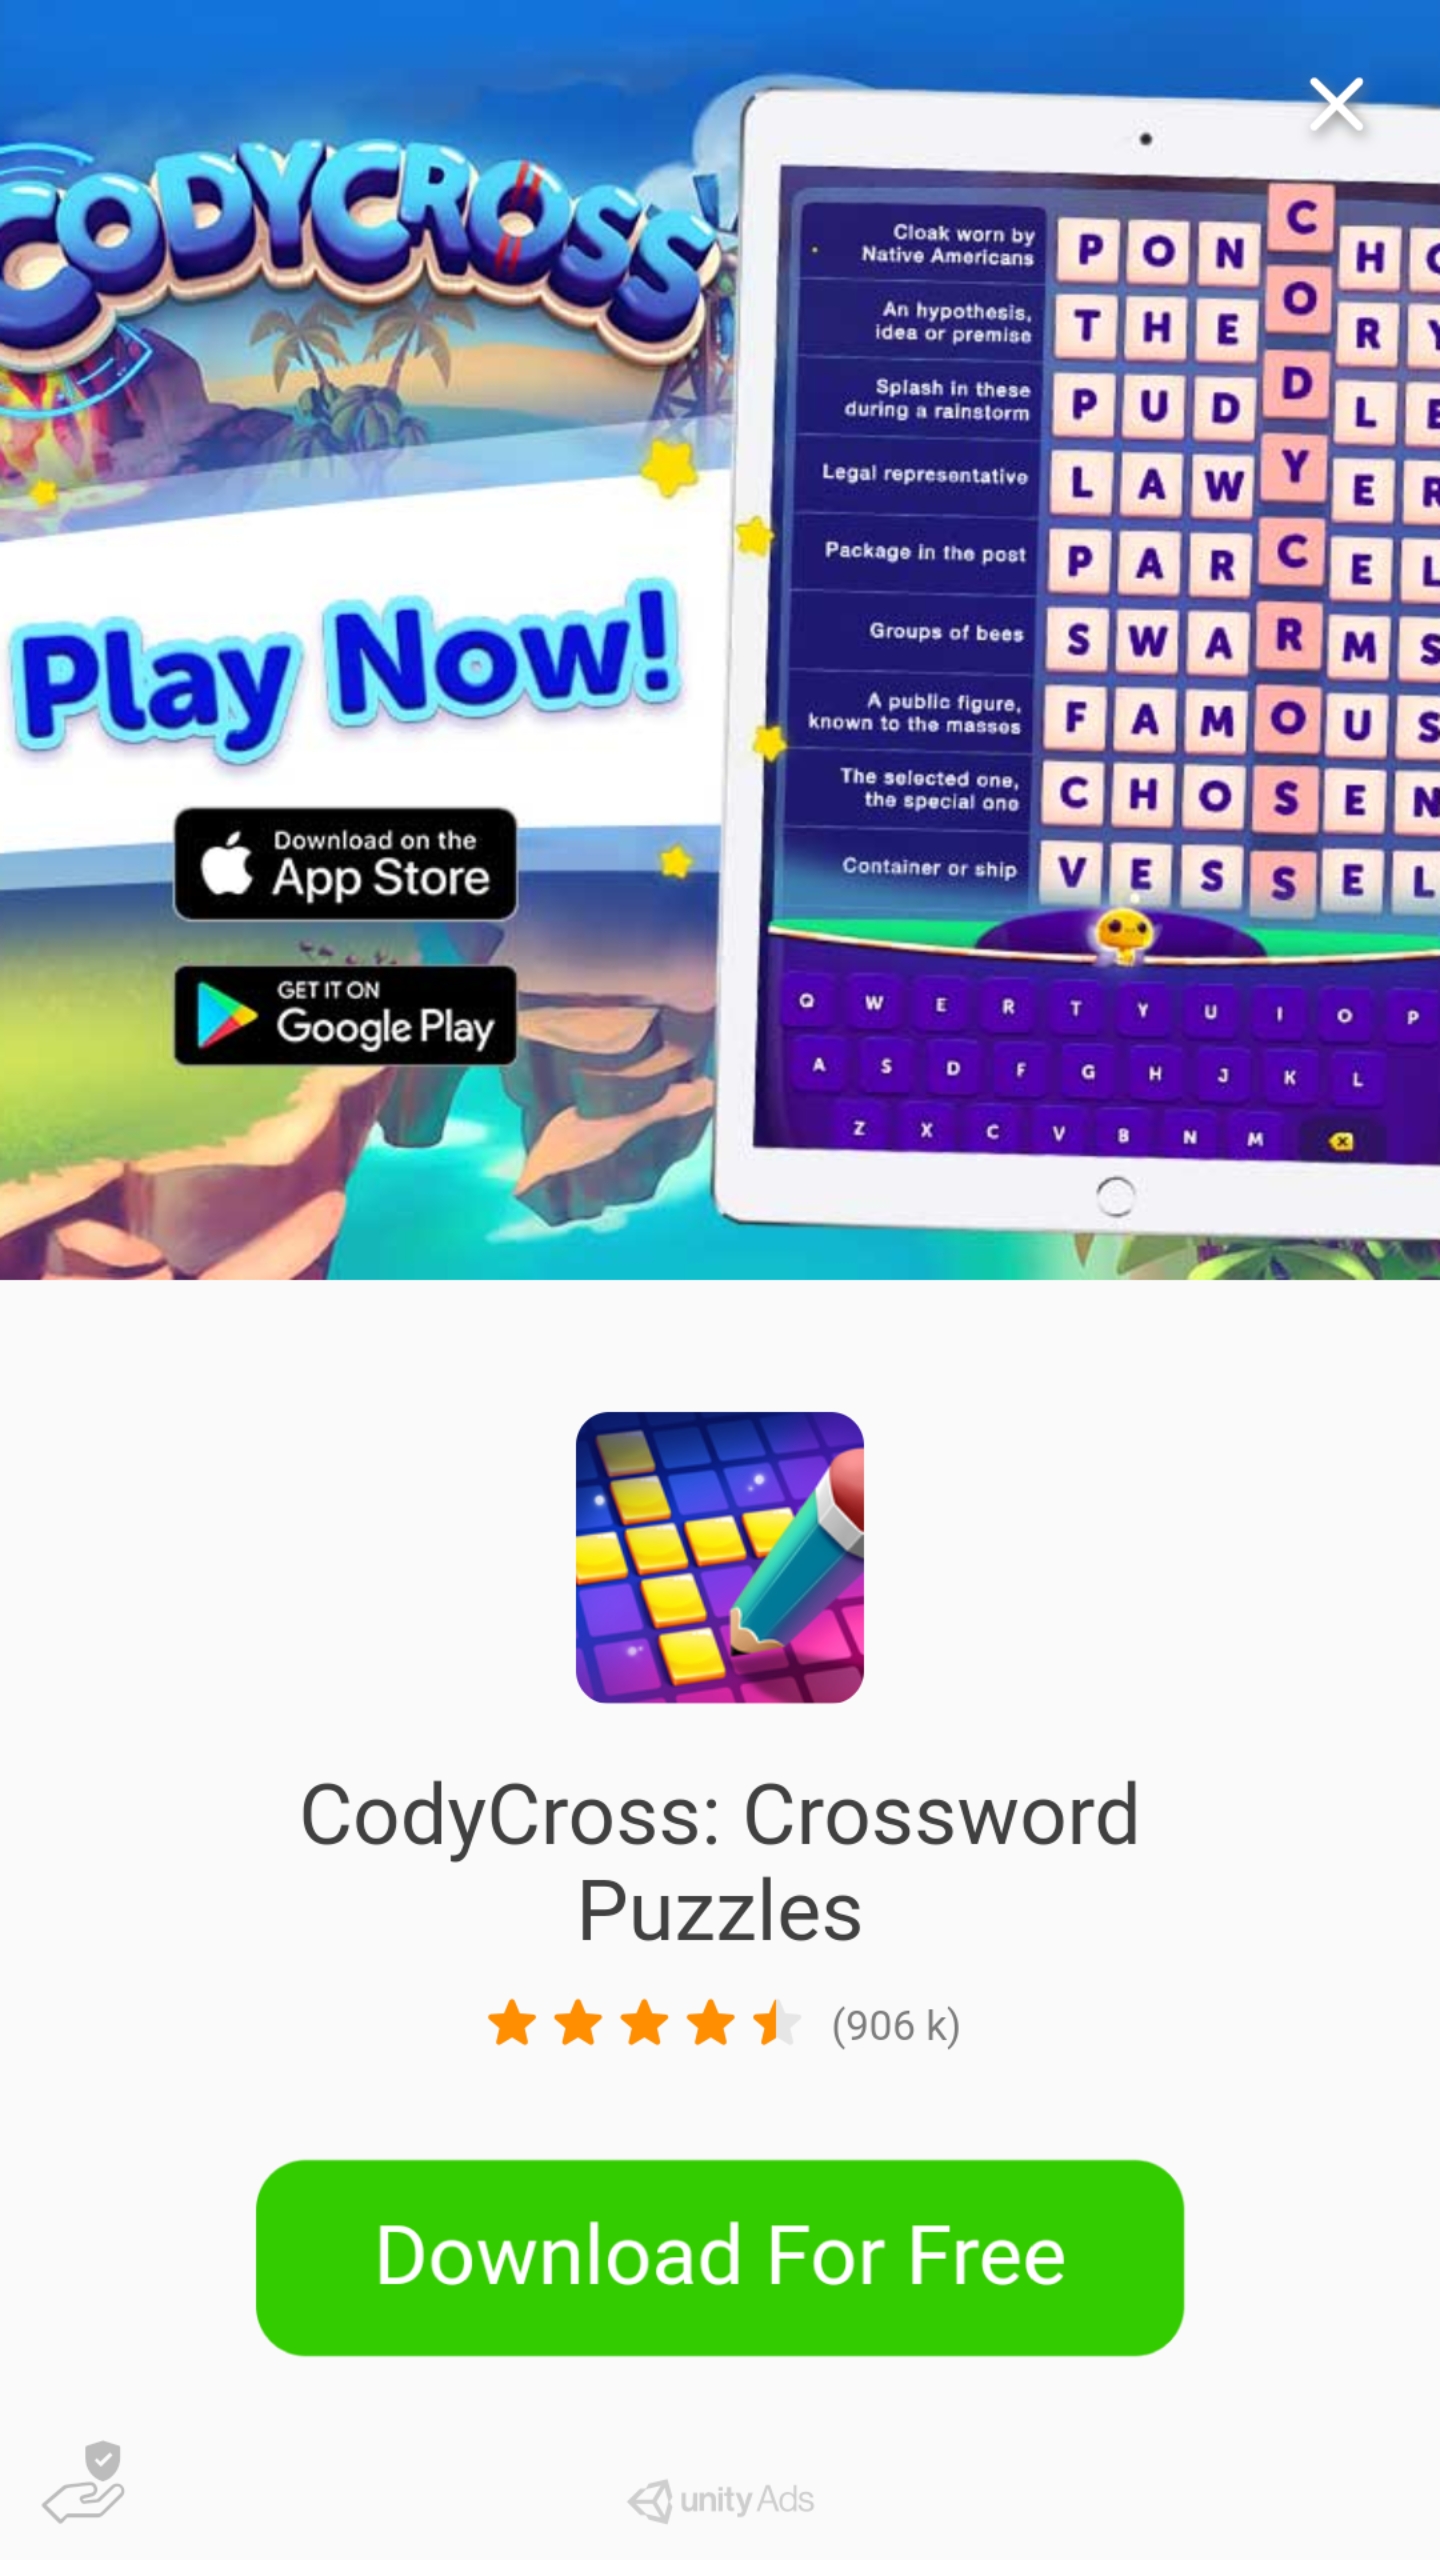 CODYCROSS
Play Now!
Download on the
App Store
GET IT ON
Google Play
Cloak worn by
Native Americans
P O N C H O
An hypothesis,
idea or premise
T H E O R Y
Splash in these
during a rainstorm
P U D D L E
Legal representative
L A W Y E R
Package in the post
P A R C E L
Groups of bees
S W A R M S
A public figure,
known to the masses
F A M O U S
The selected one,
the special one
C H O S E N
Container or ship
V E S S E L
Q W E R T Y U I O P
A S D F G H J K L
Z X C V B N M
CodyCross: Crossword
Puzzles
(906 k)
Download For Free
unity Ads